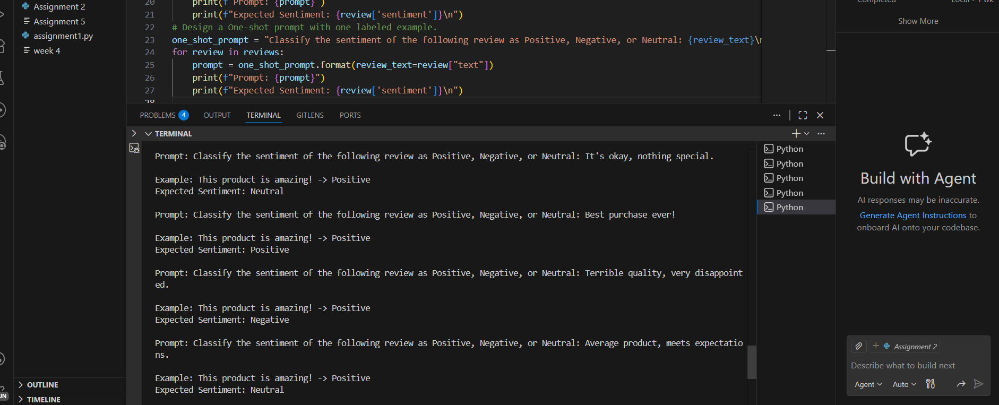 Assignment 2
Assignment 5
assignment1.py
week 4
20 print(f"Prompt: {prompt}")
21 print(f"Expected Sentiment: {review['sentiment']}\n")
22 # Design a One-shot prompt with one labeled example.
23 one_shot_prompt = "Classify the sentiment of the following review as Positive, Negative, or Neutral: {review_text}\n
24 for review in reviews:
25 prompt = one_shot_prompt.format(review_text=review["text"])
26 print(f"Prompt: {prompt}")
27 print(f"Expected Sentiment: {review['sentiment']}\n")
28
PROBLEMS 4 OUTPUT TERMINAL GITLENS PORTS
TERMINAL
Prompt: Classify the sentiment of the following review as Positive, Negative, or Neutral: It's okay, nothing special.
Example: This product is amazing! -> Positive
Expected Sentiment: Neutral
Prompt: Classify the sentiment of the following review as Positive, Negative, or Neutral: Best purchase ever!
Example: This product is amazing! -> Positive
Expected Sentiment: Positive
Prompt: Classify the sentiment of the following review as Positive, Negative, or Neutral: Terrible quality, very disappoint
ed.
Example: This product is amazing! -> Positive
Expected Sentiment: Negative
Prompt: Classify the sentiment of the following review as Positive, Negative, or Neutral: Average product, meets expectatio
ns.
Example: This product is amazing! -> Positive
Expected Sentiment: Neutral
Python
Python
Python
Python
Python
OUTLINE
TIMELINE
Completed Local • 1 wk
Show More
Build with Agent
AI responses may be inaccurate.
Generate Agent Instructions to
onboard AI onto your codebase.
Assignment 2
Describe what to build next
Agent Auto